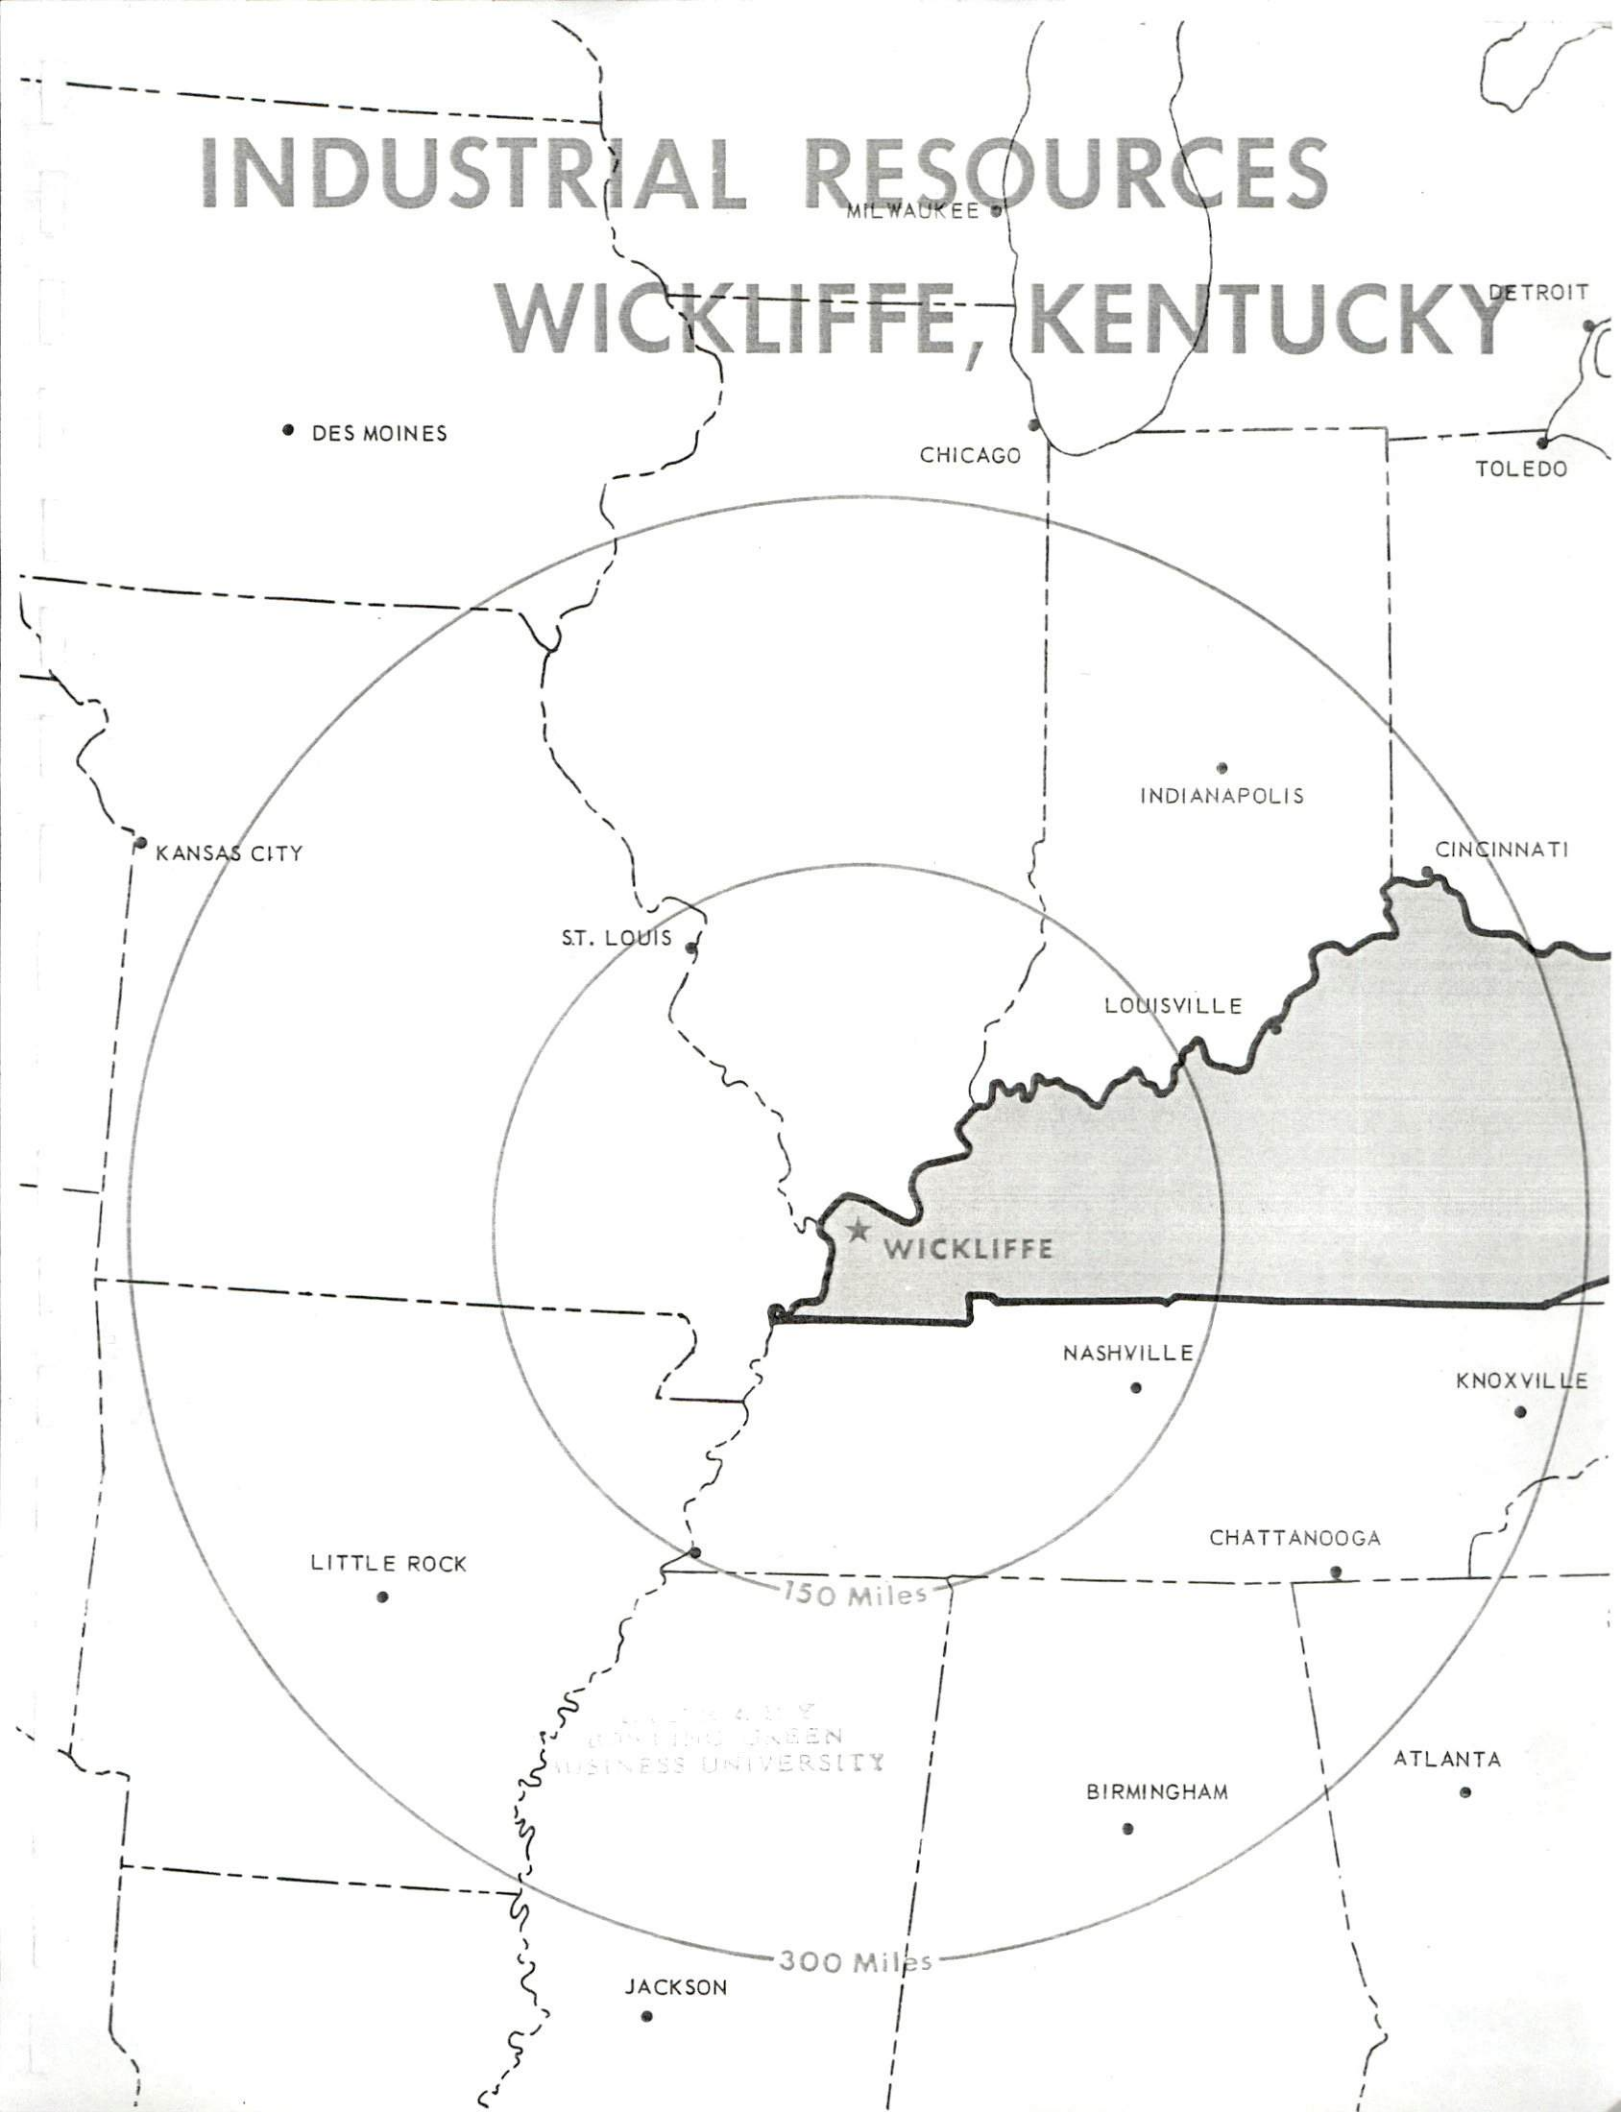 INDUSTRIAL RESOURCES
MILWAUKEE
WICKLIFFE, KENTUCKY
DETROIT
DES MOINES
CHICAGO
TOLEDO
INDIANAPOLIS
KANSAS CITY
CINCINNATI
S.T. LOUIS
LOUISVILLE
WICKLIFFE
NASHVILLE
KNOXVILLE
CHATTANOOGA
LITTLE ROCK
150 Miles
GREEN
BUSINESS UNIVERSITY
ATLANTA
BIRMINGHAM
300 Miles
JACKSON